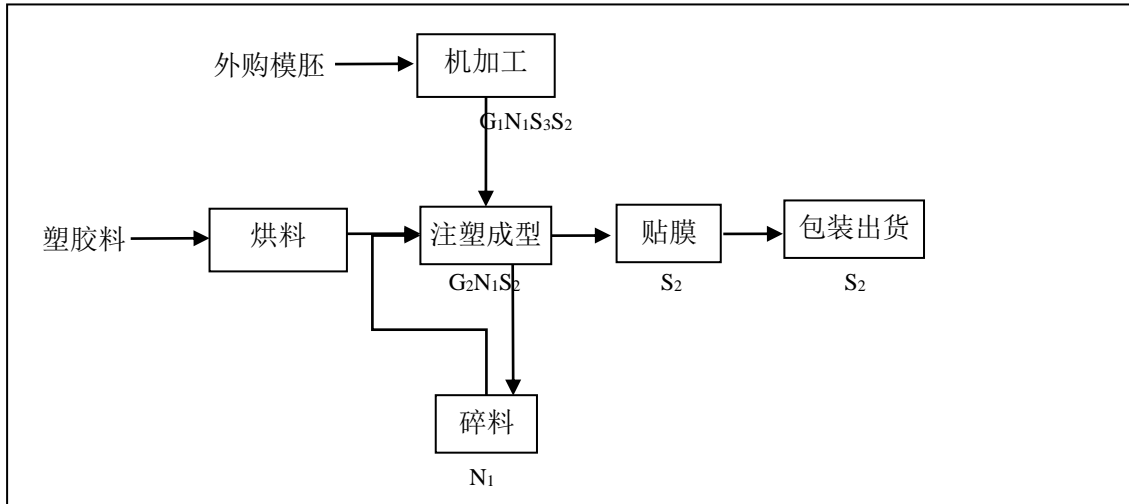 外购模胚
机加工
G₁N₁S₃S₂
塑胶料
烘料
注塑成型
贴膜
包装出货
G₂N₁S₂
S₂
S₂
碎料
N₁